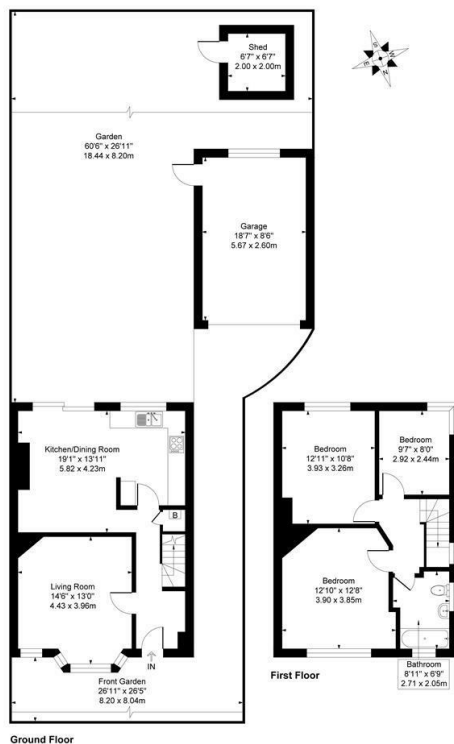 Shed
6'7" x 6'7"
2.00 x 2.00m
S
W
E
N
Garden
60'6" x 26'11"
18.44 x 8.20m
Garage
18'7" x 8'6"
5.67 x 2.60m
Kitchen/Dining Room
19'1" x 13'11"
5.82 x 4.23m
B
Living Room
14'6" x 13'0"
4.43 x 3.96m
IN
Front Garden
26'11" x 26'5"
8.20 x 8.04m
Ground Floor
Bedroom
12'11" x 10'8"
3.93 x 3.26m
Bedroom
9'7" x 8'0"
2.92 x 2.44m
Bedroom
12'10" x 12'8"
3.90 x 3.85m
Bathroom
8'11" x 6'9"
2.71 x 2.05m
First Floor